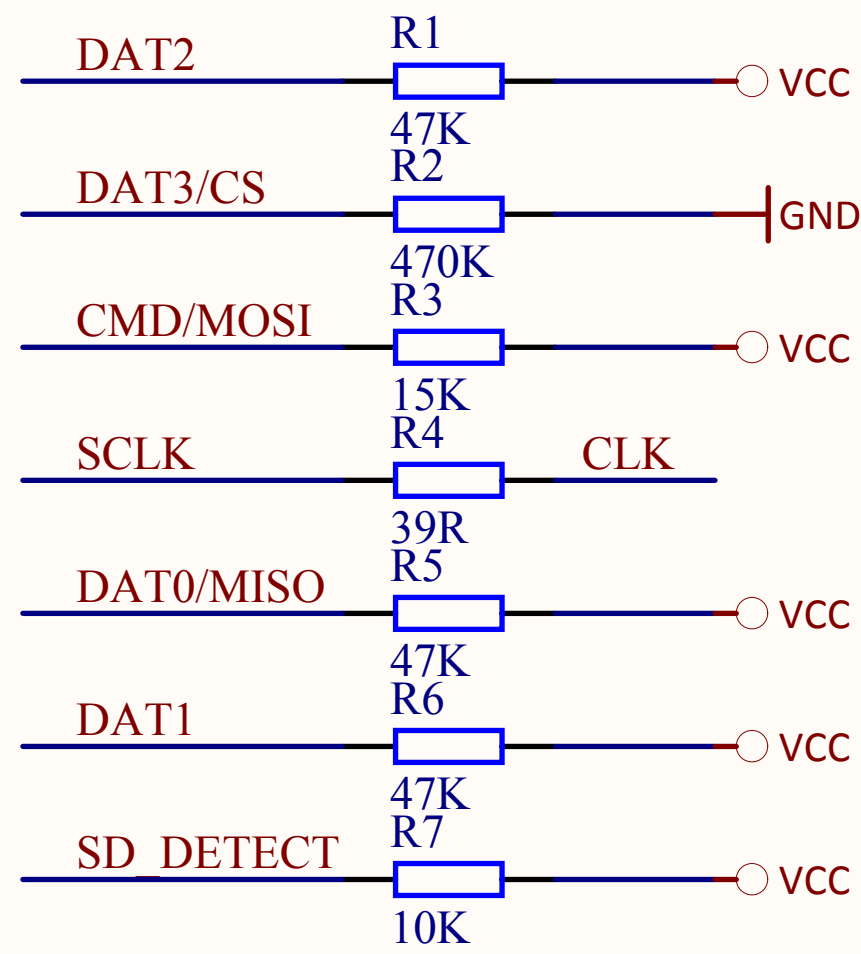 R1
DAT2
VCC
47K
R2
DAT3/CS
GND
470K
R3
CMD/MOSI
VCC
15K
R4
SCLK
CLK
39R
R5
DAT0/MISO
VCC
47K
R6
DAT1
VCC
47K
R7
SD_DETECT
VCC
10K